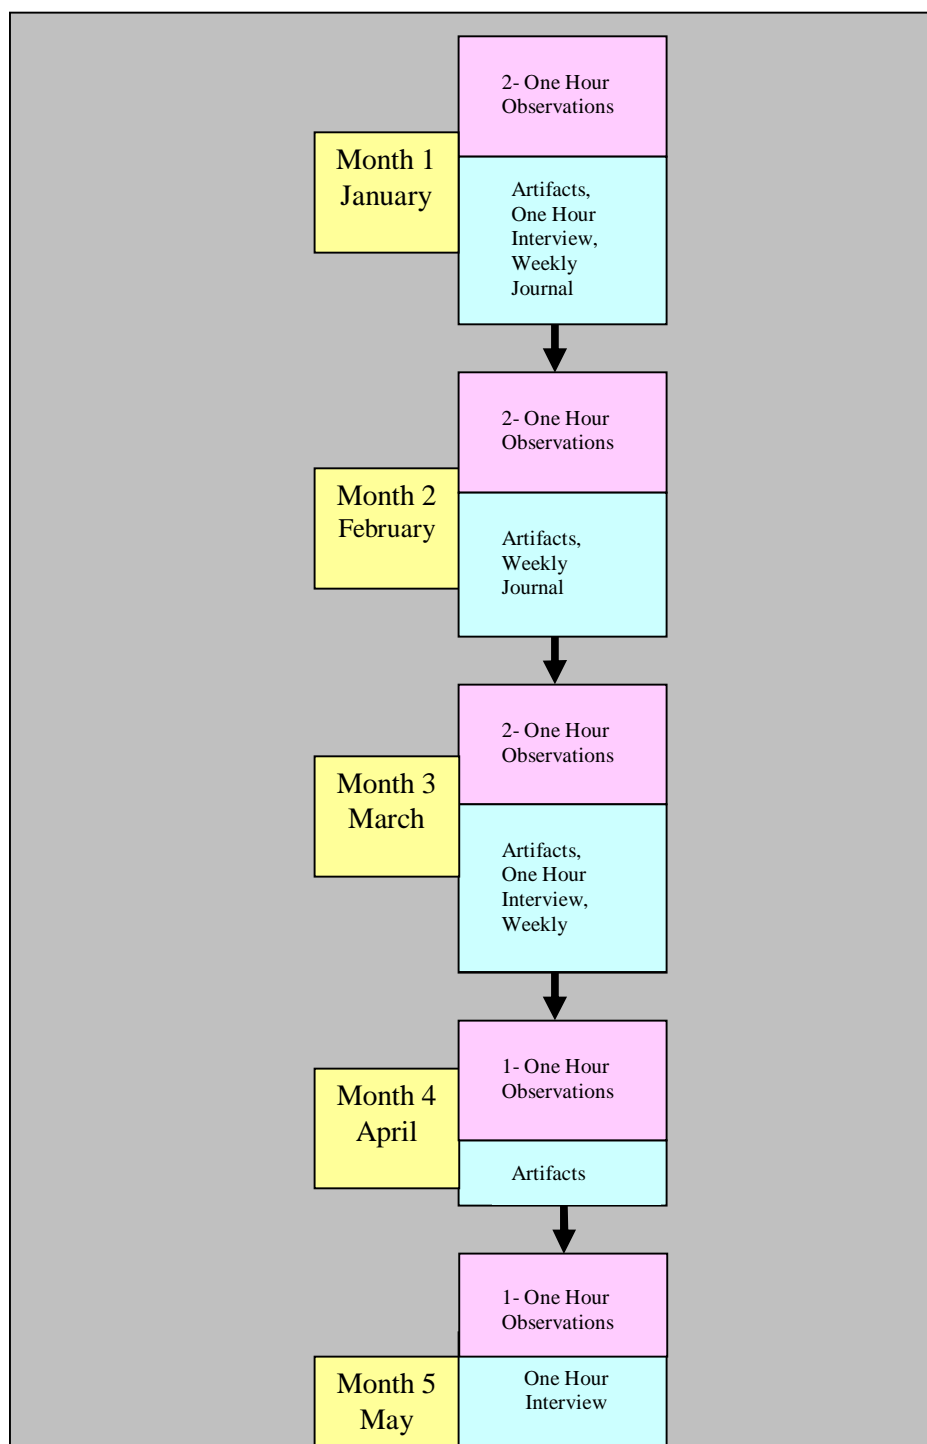 2- One Hour
Observations
Month 1
January
Artifacts,
One Hour
Interview,
Weekly
Journal
2- One Hour
Observations
Month 2
February
Artifacts,
Weekly
Journal
2- One Hour
Observations
Month 3
March
Artifacts,
One Hour
Interview,
Weekly
1- One Hour
Observations
Month 4
April
Artifacts
1- One Hour
Observations
Month 5
May
One Hour
Interview